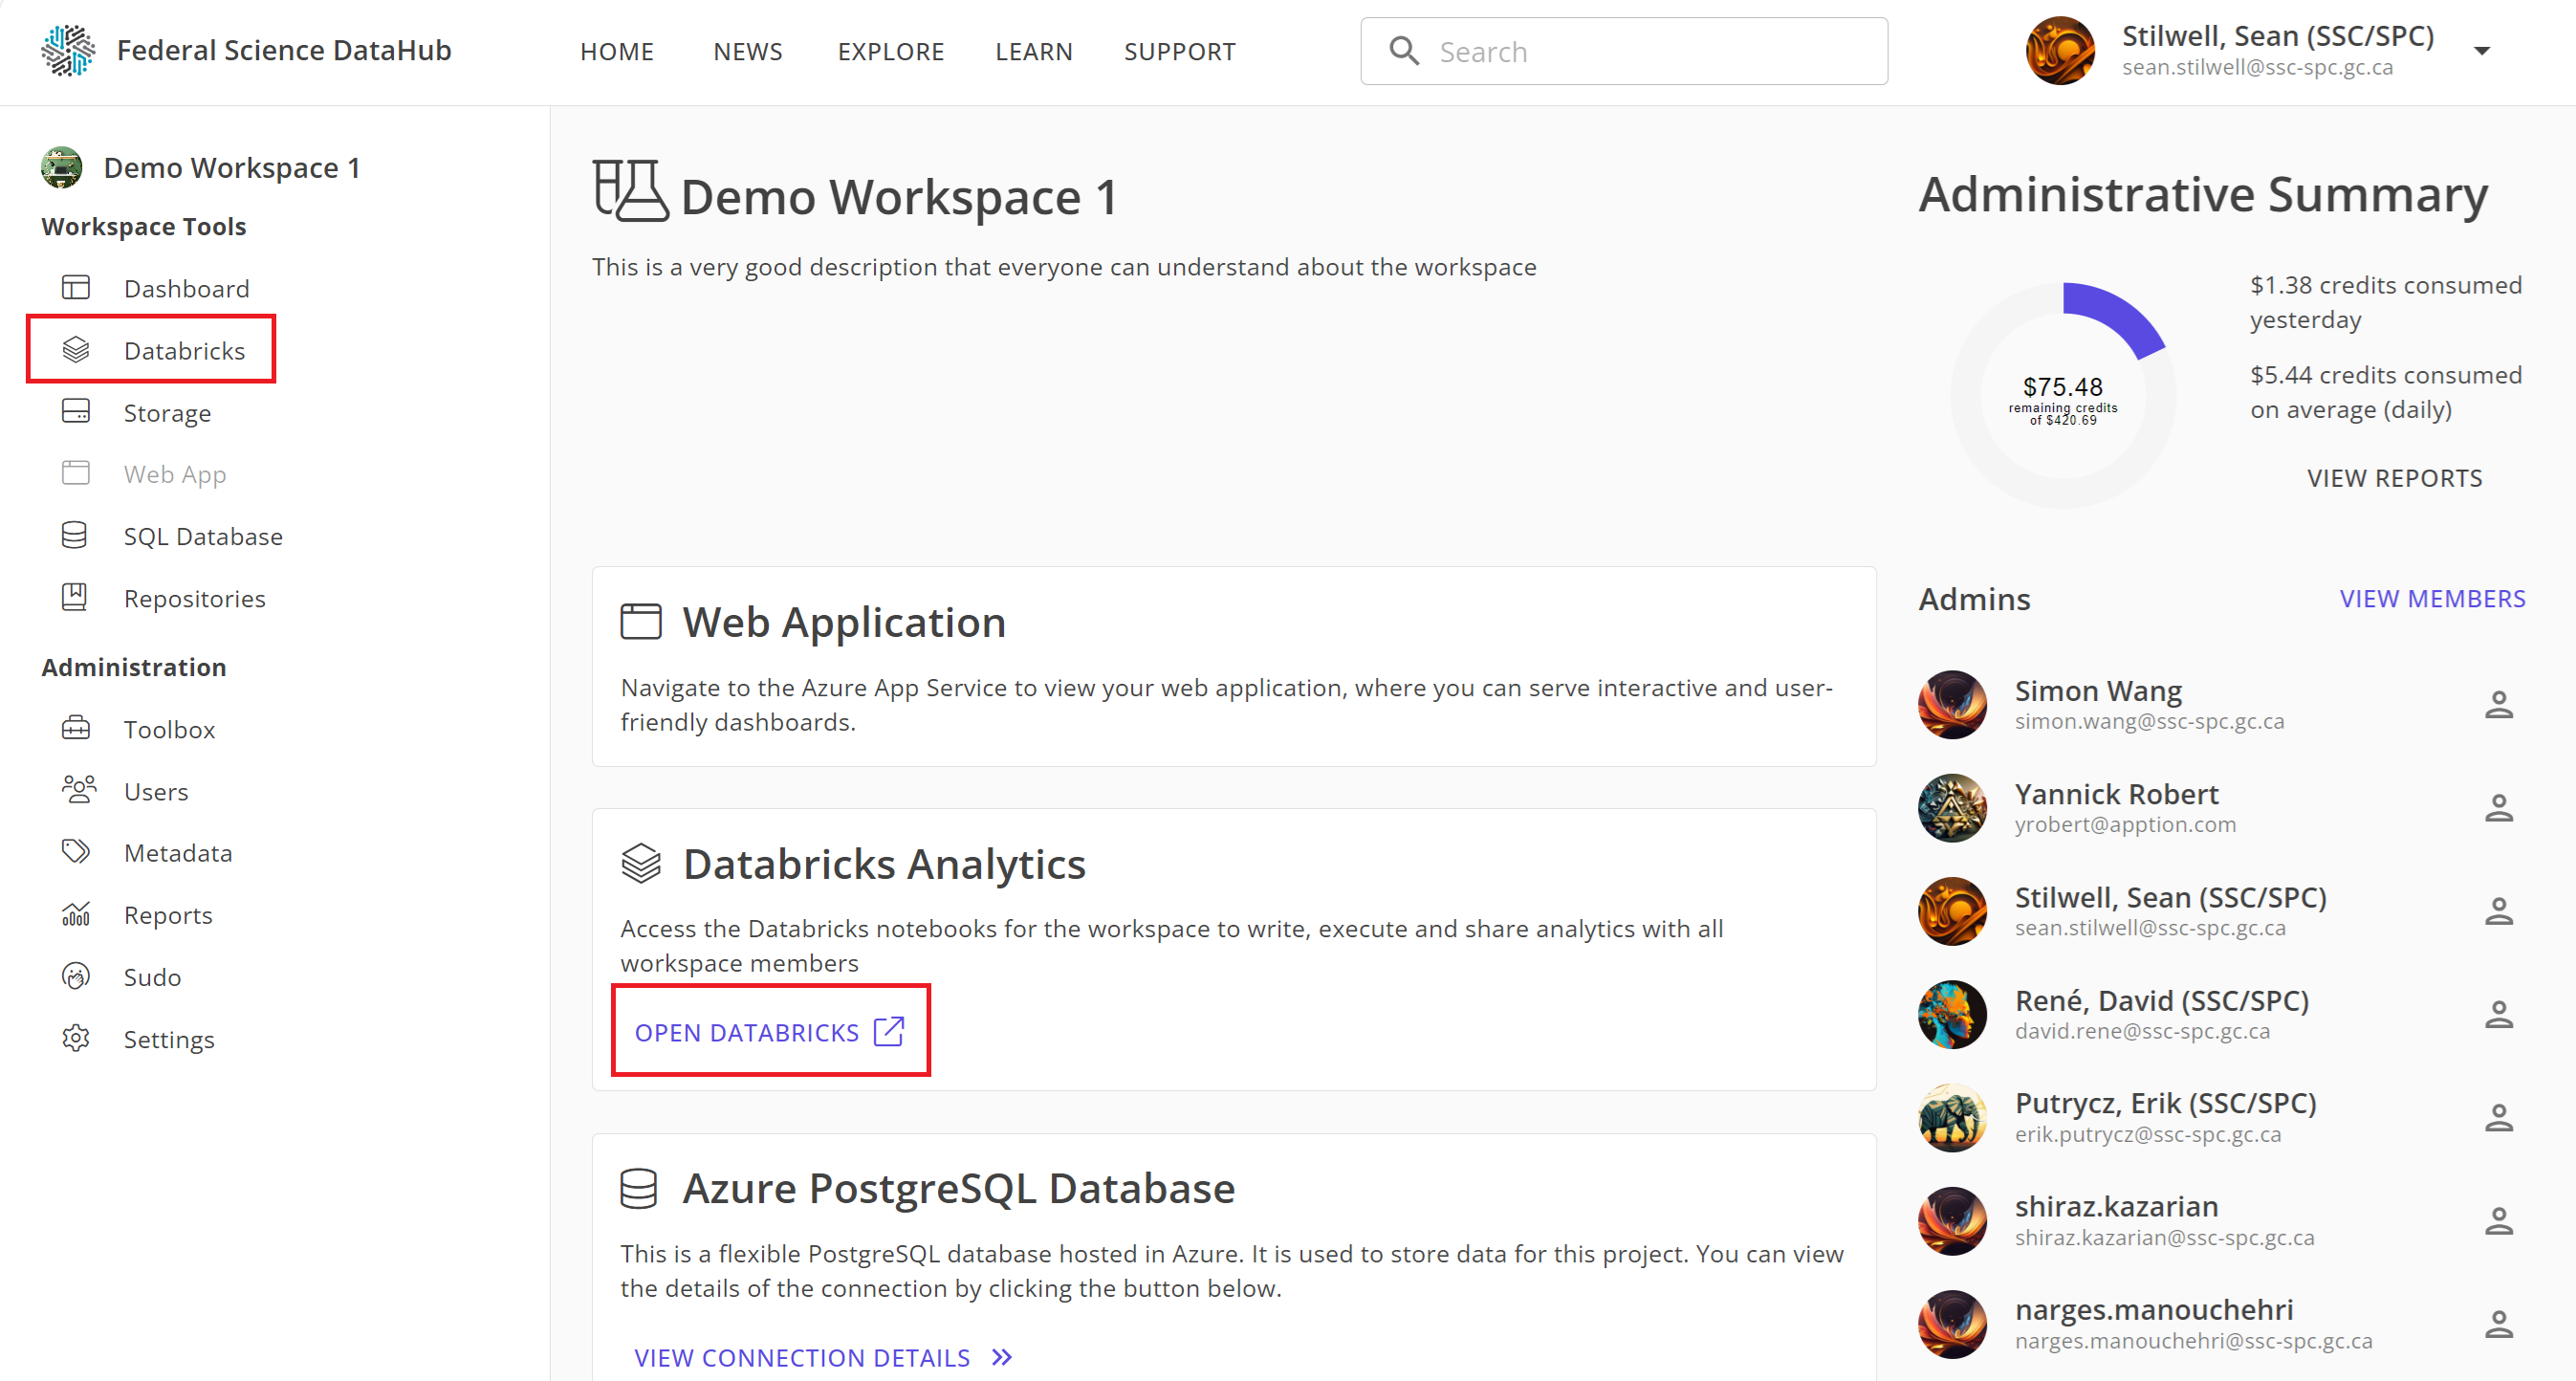 Federal Science DataHub
HOME
NEWS
EXPLORE
LEARN
SUPPORT
Search
Stilwell, Sean (SSC/SPC)
sean.stilwell@ssc-spc.gc.ca
Demo Workspace 1
Workspace Tools
Dashboard
Databricks
Storage
Web App
SQL Database
Repositories
Administration
Toolbox
Users
Metadata
Reports
Sudo
Settings
Demo Workspace 1
This is a very good description that everyone can understand about the workspace
Web Application
Navigate to the Azure App Service to view your web application, where you can serve interactive and user-
friendly dashboards.
Databricks Analytics
Access the Databricks notebooks for the workspace to write, execute and share analytics with all
workspace members
OPEN DATABRICKS
Azure PostgreSQL Database
This is a flexible PostgreSQL database hosted in Azure. It is used to store data for this project. You can view
the details of the connection by clicking the button below.
VIEW CONNECTION DETAILS
Administrative Summary
$75.48
remaining credits
of $420.69
$1.38 credits consumed
yesterday
$5.44 credits consumed
on average (daily)
VIEW REPORTS
Admins
VIEW MEMBERS
Simon Wang
simon.wang@ssc-spc.gc.ca
Yannick Robert
yrobert@apption.com
Stilwell, Sean (SSC/SPC)
sean.stilwell@ssc-spc.gc.ca
René, David (SSC/SPC)
david.rene@ssc-spc.gc.ca
Putrycz, Erik (SSC/SPC)
erik.putrycz@ssc-spc.gc.ca
shiraz.kazarian
shiraz.kazarian@ssc-spc.gc.ca
narges.manouchehri
narges.manouchehri@ssc-spc.gc.ca